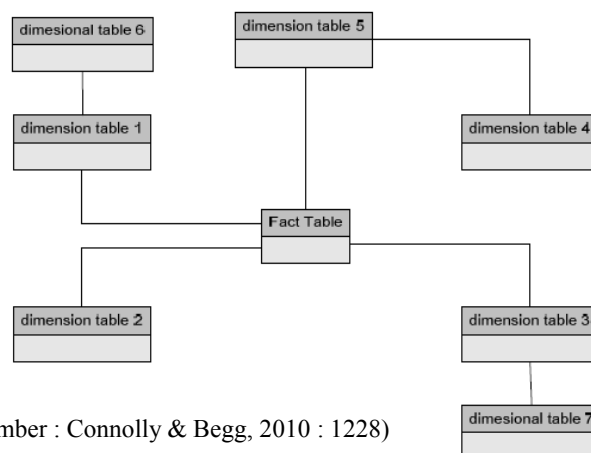 dimesional table 6
dimension table 5
dimension table 1
dimension table 4
Fact Table
dimension table 2
dimension table 3
mber : Connolly & Begg, 2010 : 1228)
dimesional table 7